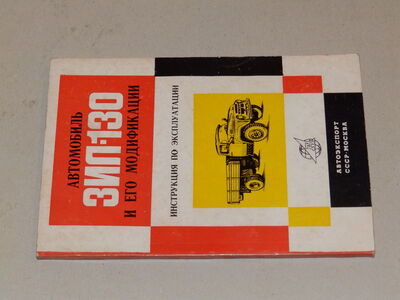 АВТОМОБИЛЬ
ЗИЛ-130
И ЕГО МОДИФИКАЦИИ
ИНСТРУКЦИЯ ПО ЭКСПЛУАТАЦИИ
АВТОЭКСПОРТ
СССР/МОСКВА